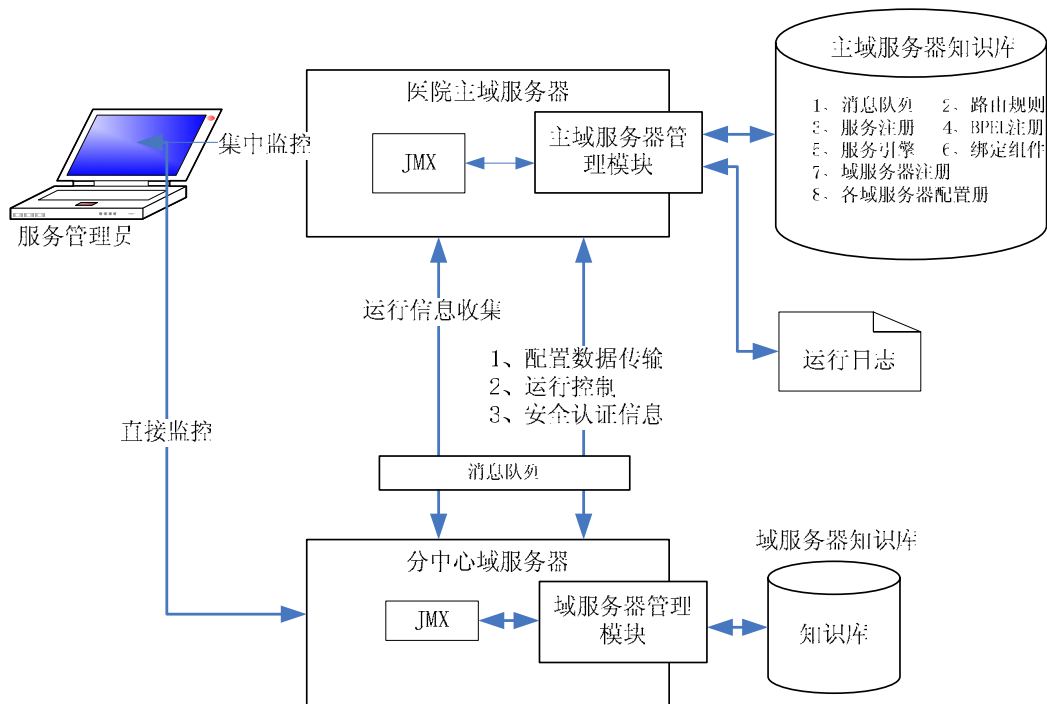 主域服务器知识库
1、消息队列 2、路由规则
3、服务注册 4、BPEL注册
5、服务引擎 6、绑定组件
7、域服务器注册
8、各域服务器配置册
医院主域服务器
JMX
主域服务器管
理模块
集中监控
服务管理员
运行信息收集
1、配置数据传输
2、运行控制
3、安全认证信息
运行日志
直接监控
消息队列
分中心域服务器
JMX
域服务器管理
模块
域服务器知识库
知识库